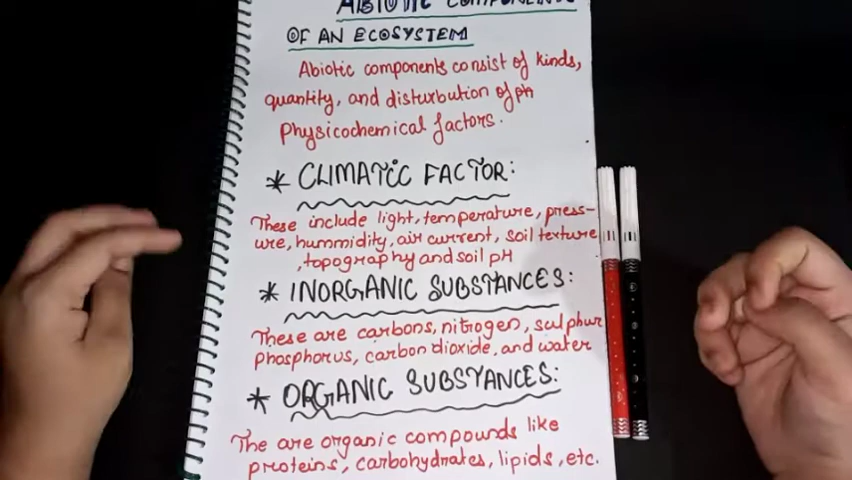 ABIOTIC COMPONENTS
OF AN ECOSYSTEM
Abiotic components consist of kinds,
quantity, and disturbution of ph
physicochemical factors.
* CLIMATIC FACTOR:
These include light, temperature, press-
ure, hummidity, air current, soil texture
, topography and soil pH
* INORGANIC SUBSTANCES:
These are carbons, nitrogen, sulphur
phosphorus, carbon dioxide, and water
* ORGANIC SUBSTANCES:
The are organic compounds like
proteins, carbohydrates, lipids, etc.